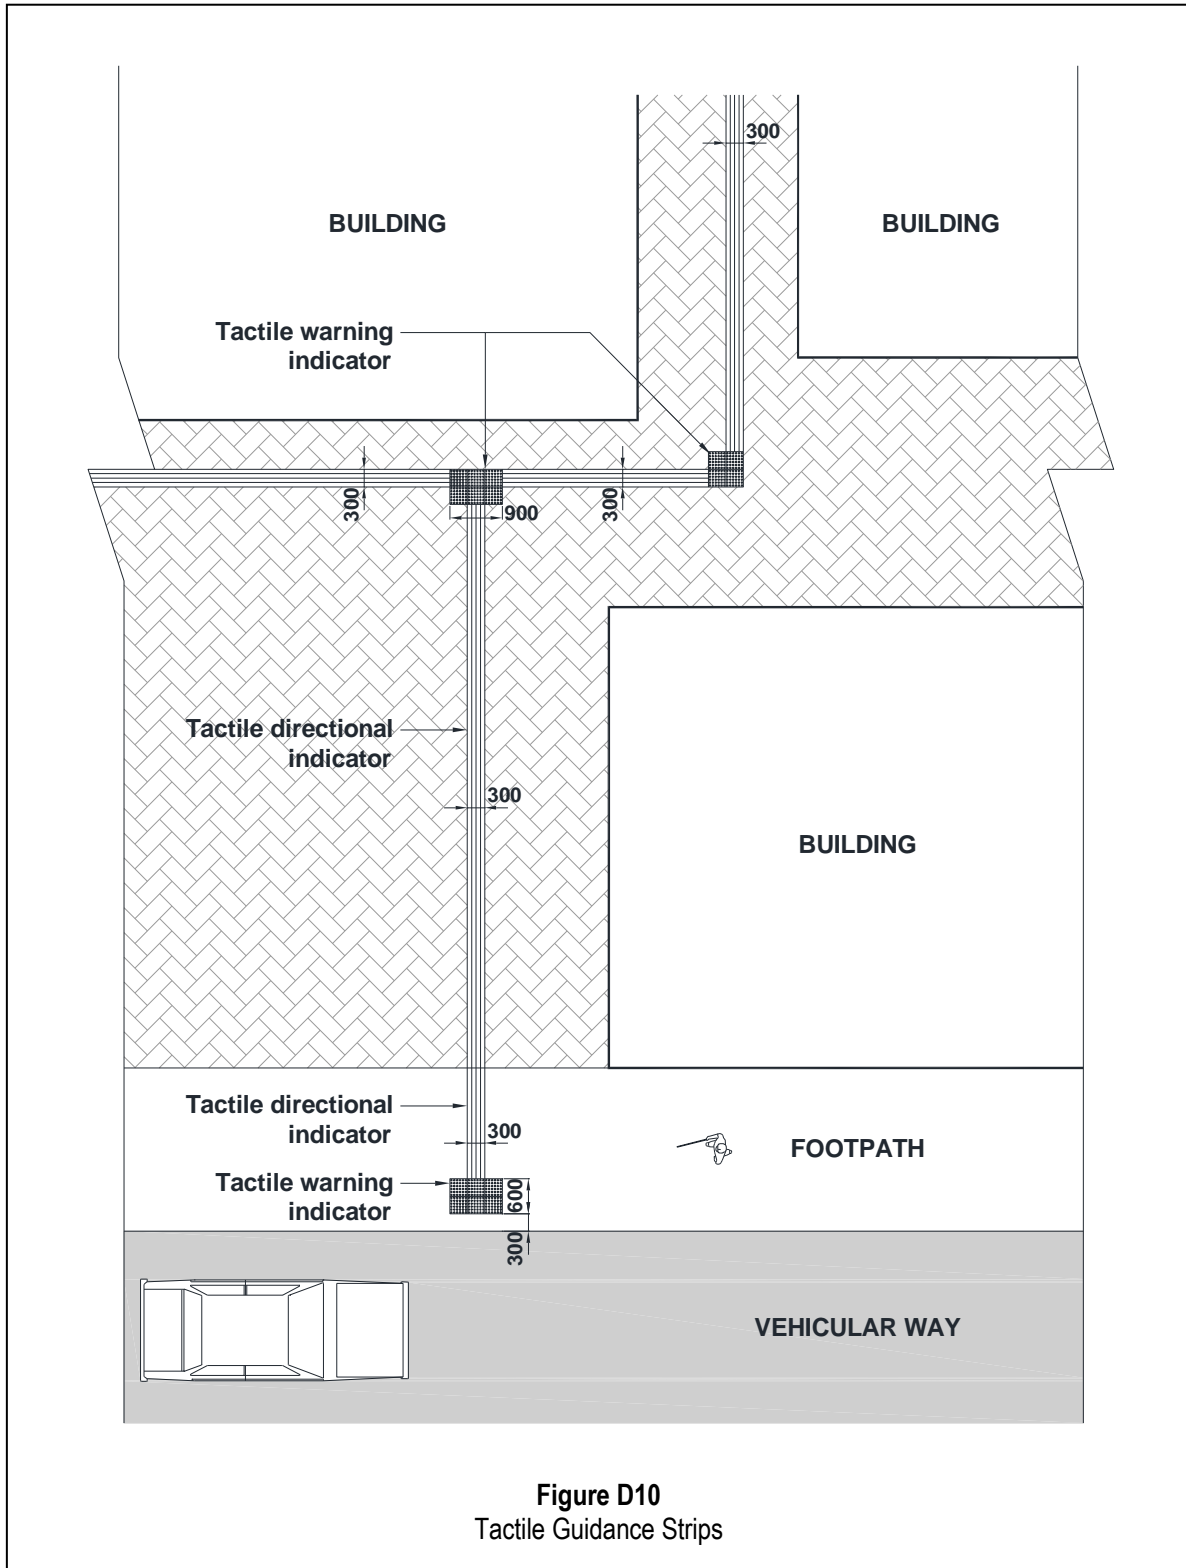 300
BUILDING
BUILDING
Tactile warning
indicator
300
900
300
Tactile directional
indicator
300
BUILDING
Tactile directional
indicator
300
FOOTPATH
Tactile warning
indicator
600
300
VEHICULAR WAY
Figure D10
Tactile Guidance Strips